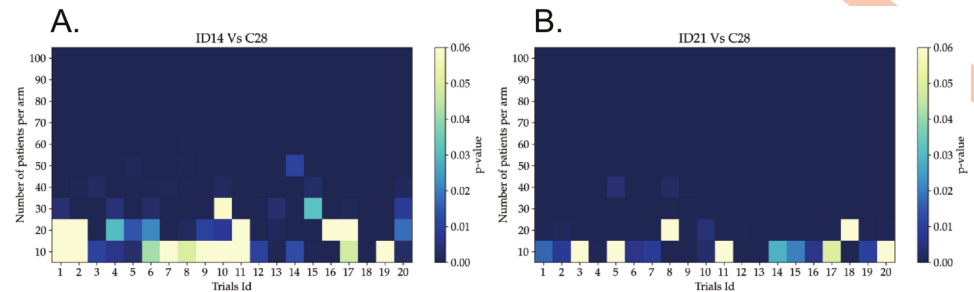 A.
ID14 Vs C28
Number of patients per arm
100
90
80
70
60
50
40
30
20
10
1 2 3 4 5 6 7 8 9 10 11 12 13 14 15 16 17 18 19 20
Trials Id
0.06
0.05
0.04
0.03
0.02
0.01
0.00
p-value
B.
ID21 Vs C28
Number of patients per arm
100
90
80
70
60
50
40
30
20
10
1 2 3 4 5 6 7 8 9 10 11 12 13 14 15 16 17 18 19 20
Trials Id
0.06
0.05
0.04
0.03
0.02
0.01
0.00
p-value